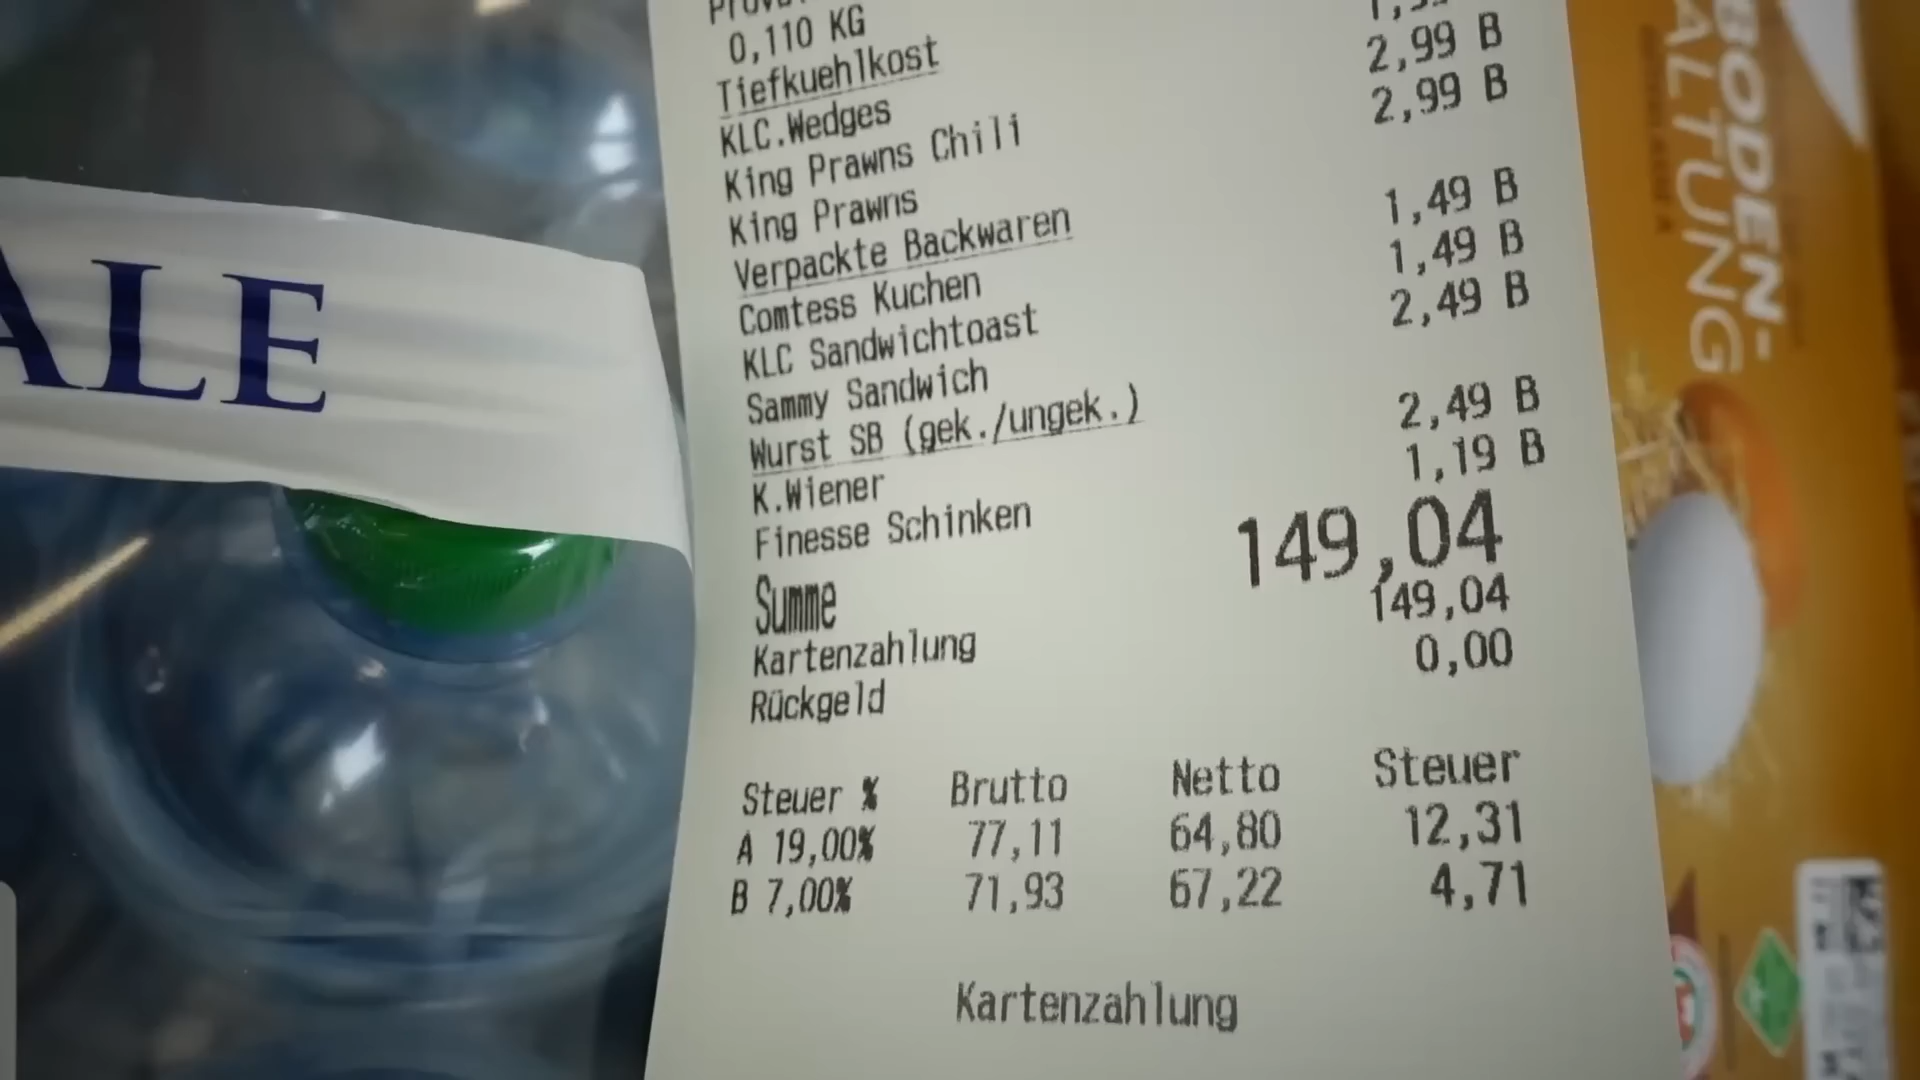 0,110 KG
Tiefkuehlkost
KLC.Wedges
King Prawns Chili 2,99 B
King Prawns 2,99 B
Verpackte Backwaren
Comtess Kuchen 1,49 B
KLC Sandwichtoast 1,49 B
Sammy Sandwich 2,49 B
Wurst SB (gek./ungek.)
K.Wiener 2,49 B
Finesse Schinken 1,19 B
Summe 149,04
Kartenzahlung 149,04
Rückgeld 0,00
Steuer % Brutto Netto Steuer
A 19,00% 77,11 64,80 12,31
B 7,00% 71,93 67,22 4,71
Kartenzahlung
ALE
BODEN-
ALTUNG